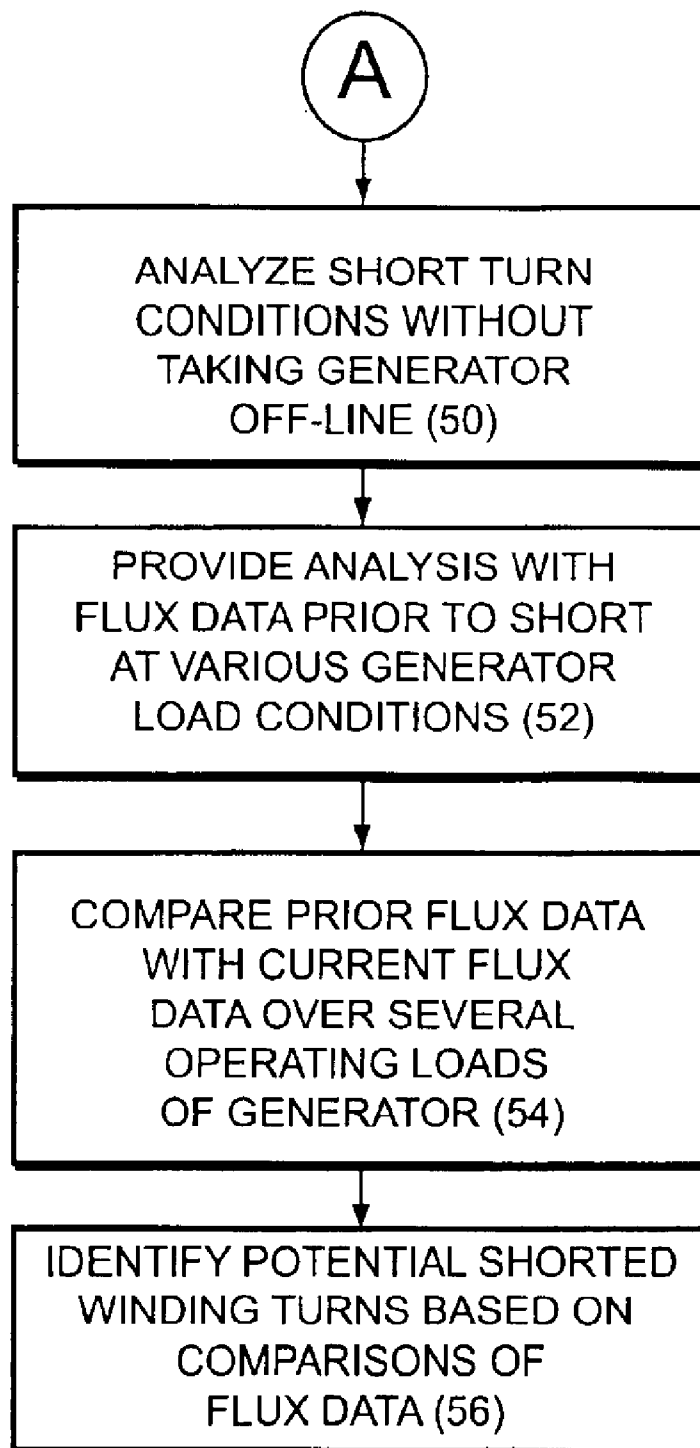 A
ANALYZE SHORT TURN
CONDITIONS WITHOUT
TAKING GENERATOR
OFF-LINE (50)
PROVIDE ANALYSIS WITH
FLUX DATA PRIOR TO SHORT
AT VARIOUS GENERATOR
LOAD CONDITIONS (52)
COMPARE PRIOR FLUX DATA
WITH CURRENT FLUX
DATA OVER SEVERAL
OPERATING LOADS
OF GENERATOR (54)
IDENTIFY POTENTIAL SHORTED
WINDING TURNS BASED ON
COMPARISONS OF
FLUX DATA (56)